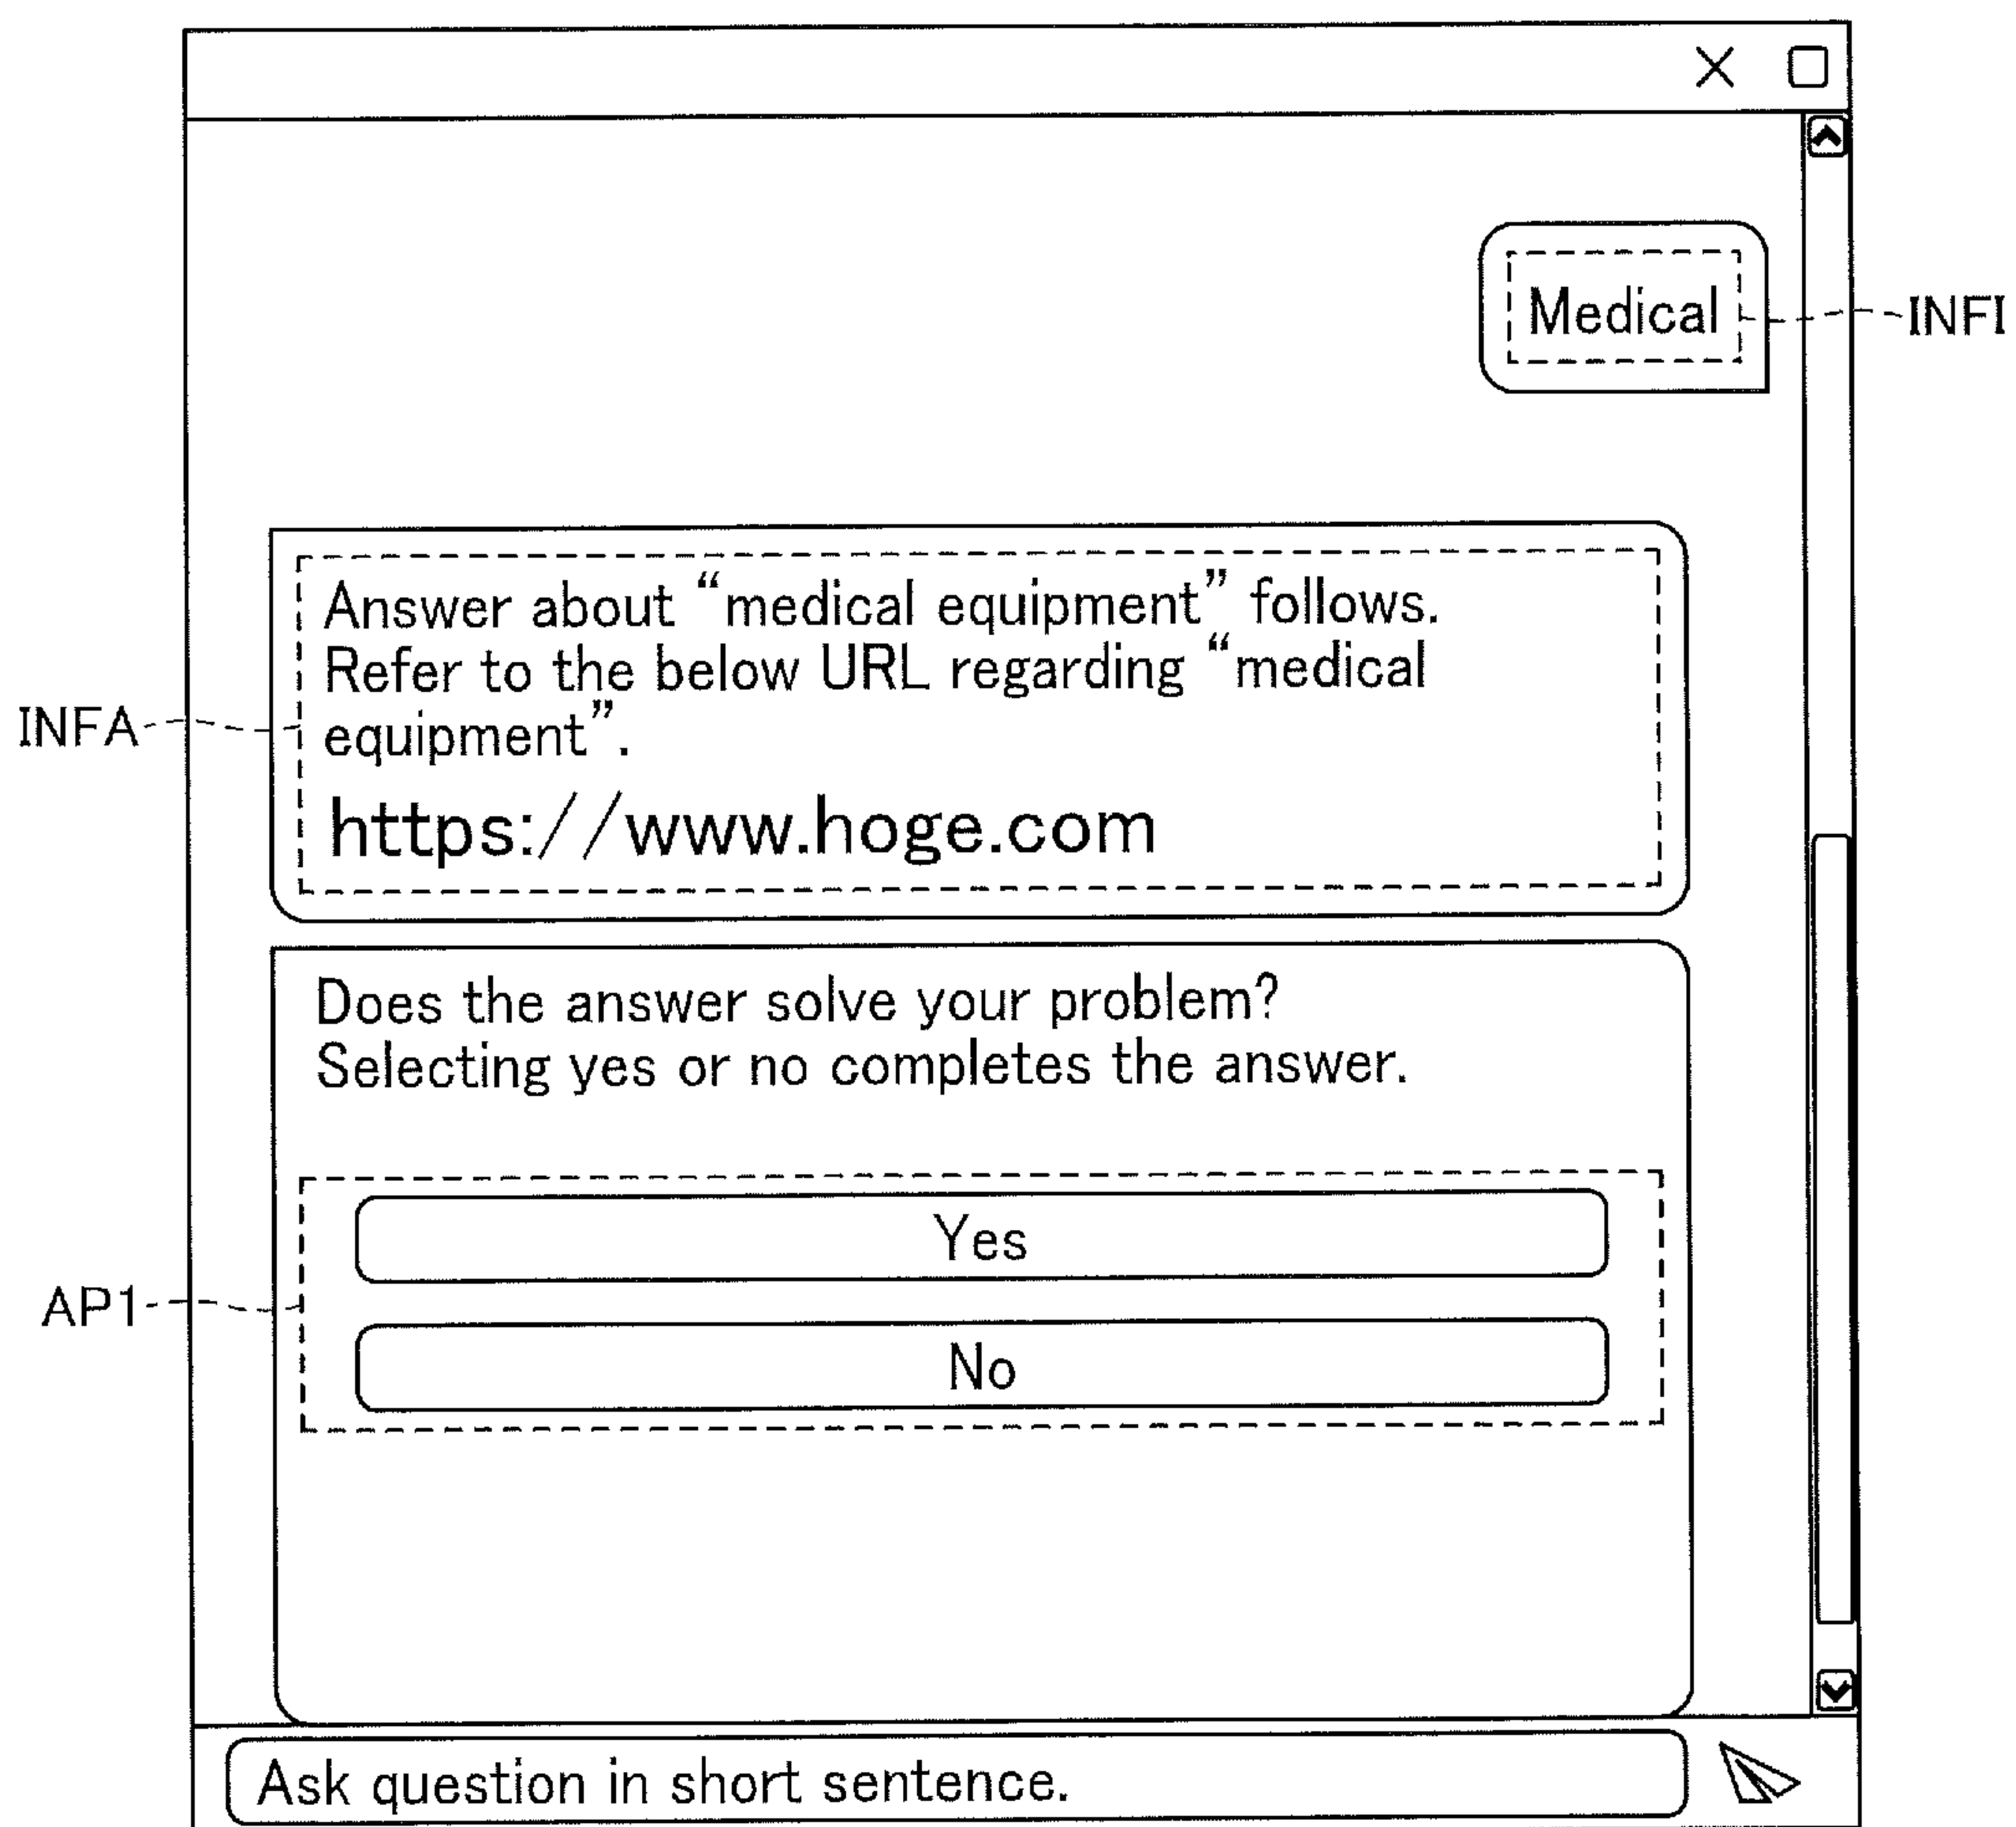 Medical
INFI
Answer about “medical equipment” follows.
Refer to the below URL regarding “medical
equipment”.
INFA
https://www.hoge.com
Does the answer solve your problem?
Selecting yes or no completes the answer.
Yes
AP1
No
Ask question in short sentence.